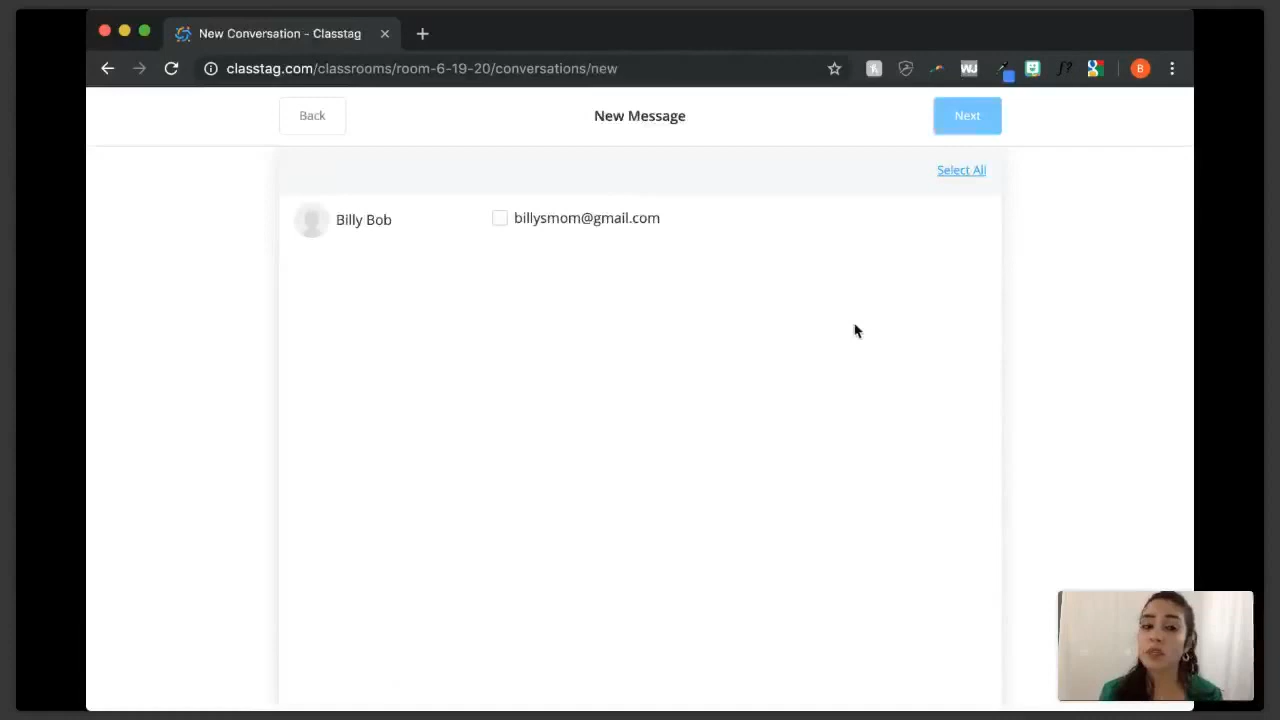 New Conversation - Classtag
classtag.com/classrooms/room-6-19-20/conversations/new
WJ
f?
g
B
Back
New Message
Next
Select All
Billy Bob
billysmom@gmail.com